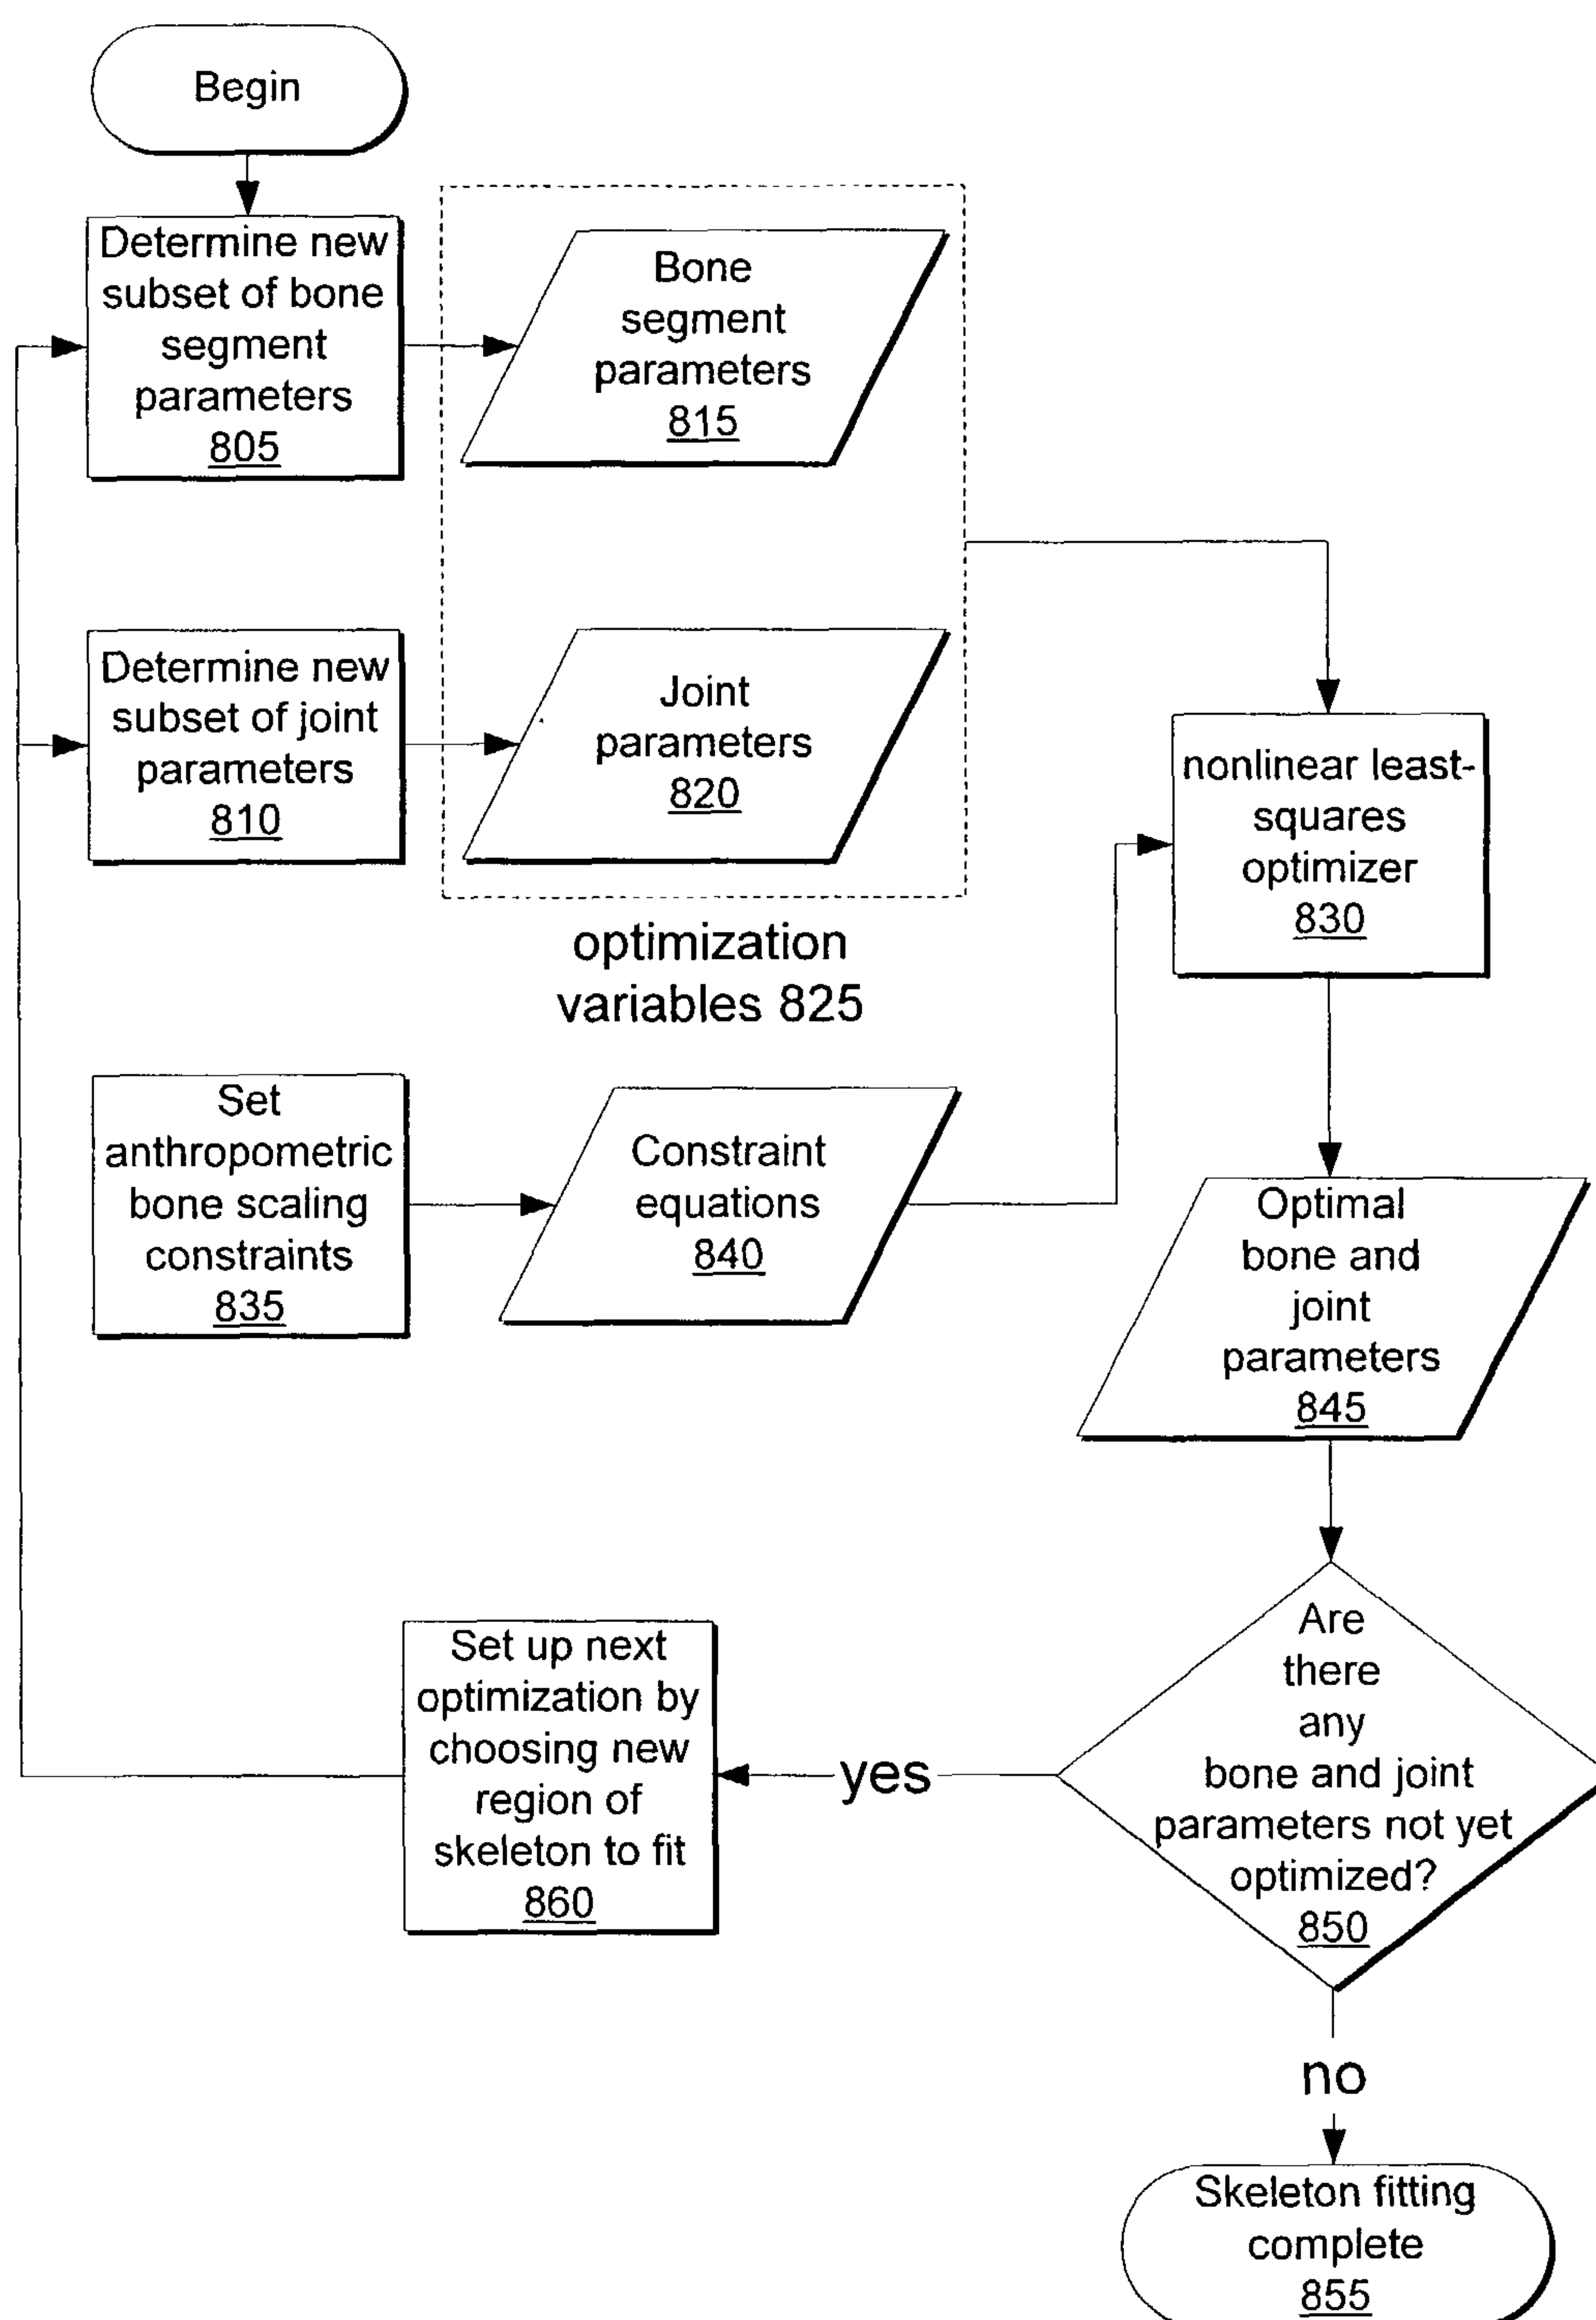 Begin
Determine new
subset of bone
segment
parameters
805
Bone
segment
parameters
815
Determine new
subset of joint
parameters
810
Joint
parameters
820
optimization
variables 825
nonlinear least-
squares
optimizer
830
Set
anthropometric
bone scaling
constraints
835
Constraint
equations
840
Optimal
bone and
joint
parameters
845
Are
there
any
bone and joint
parameters not yet
optimized?
850
yes
Set up next
optimization by
choosing new
region of
skeleton to fit
860
no
Skeleton fitting
complete
855